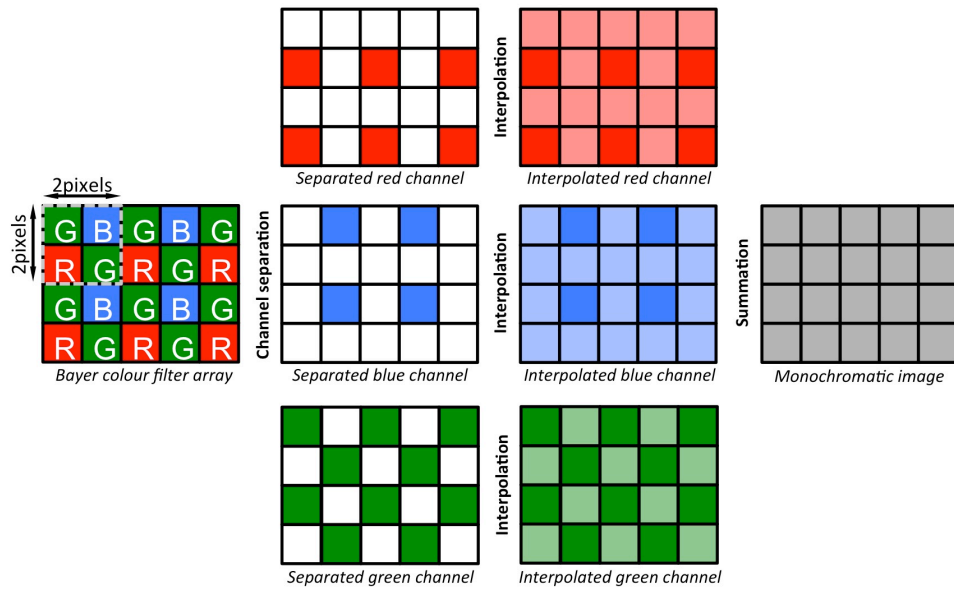 Separated red channel
Interpolation
Interpolated red channel
2pixels
2pixels
G B G B G
R G R G R
G B G B G
R G R G R
Bayer colour filter array
Channel separation
Separated blue channel
Interpolation
Interpolated blue channel
Summation
Monochromatic image
Separated green channel
Interpolation
Interpolated green channel